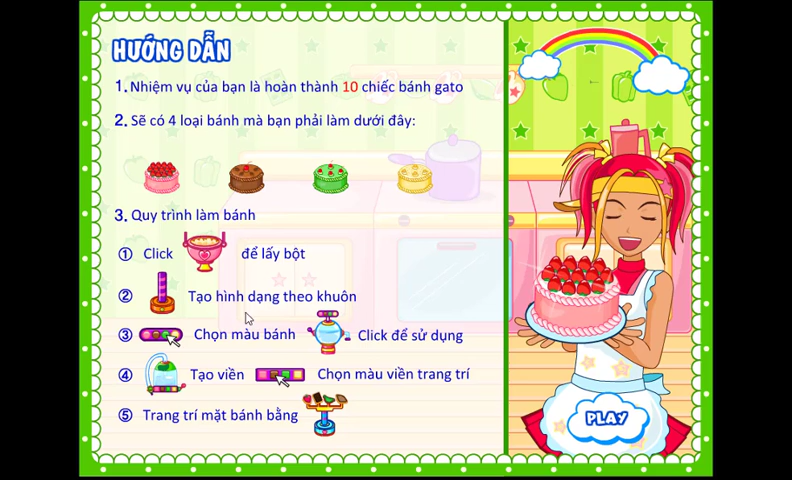 HƯỚNG DẪN
1. Nhiệm vụ của bạn là hoàn thành 10 chiếc bánh gato
2. Sẽ có 4 loại bánh mà bạn phải làm dưới đây:
3. Quy trình làm bánh
① Click để lấy bột
② Tạo hình dạng theo khuôn
③ Chọn màu bánh Click để sử dụng
④ Tạo viền Chọn màu viền trang trí
⑤ Trang trí mặt bánh bằng
PLAY